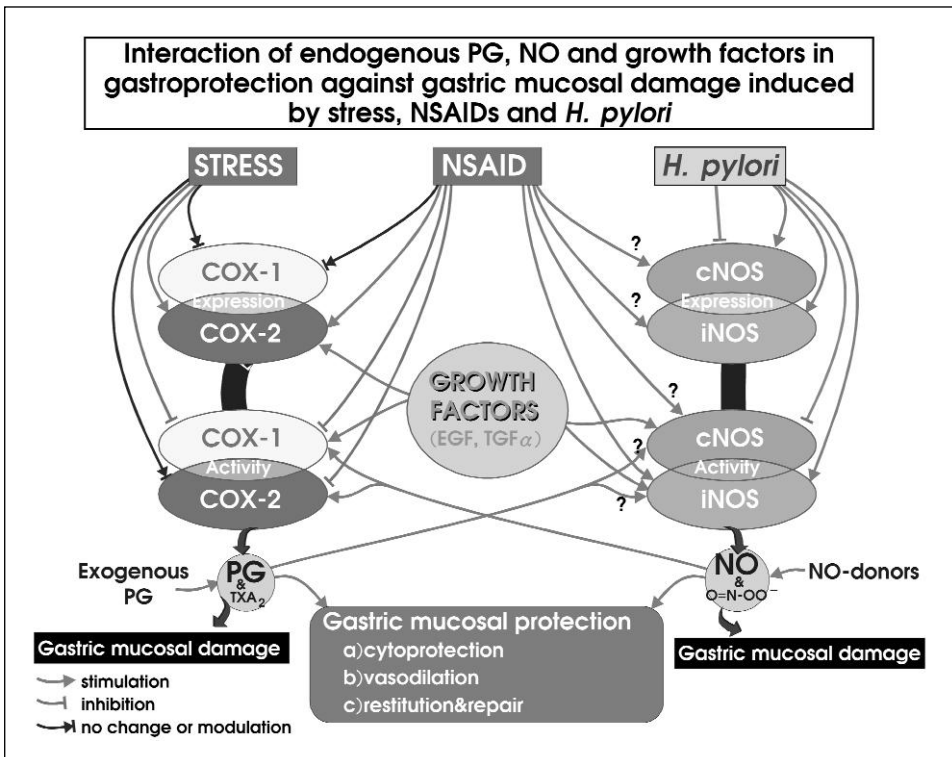 Interaction of endogenous PG, NO and growth factors in
gastroprotection against gastric mucosal damage induced
by stress, NSAIDs and H. pylori
STRESS
NSAID
H. pylori
COX-1
Expression
COX-2
?
cNOS
?
Expression
iNOS
GROWTH
FACTORS
(EGF, TGFα)
?
COX-1
Activity
COX-2
cNOS
?
Activity
iNOS
?
Exogenous
PG
PG
&
TXA₂
NO
&
O=N-OO⁻
NO-donors
Gastric mucosal damage
Gastric mucosal protection
a)cytoprotection
b)vasodilation
c)restitution&repair
Gastric mucosal damage
stimulation
inhibition
no change or modulation